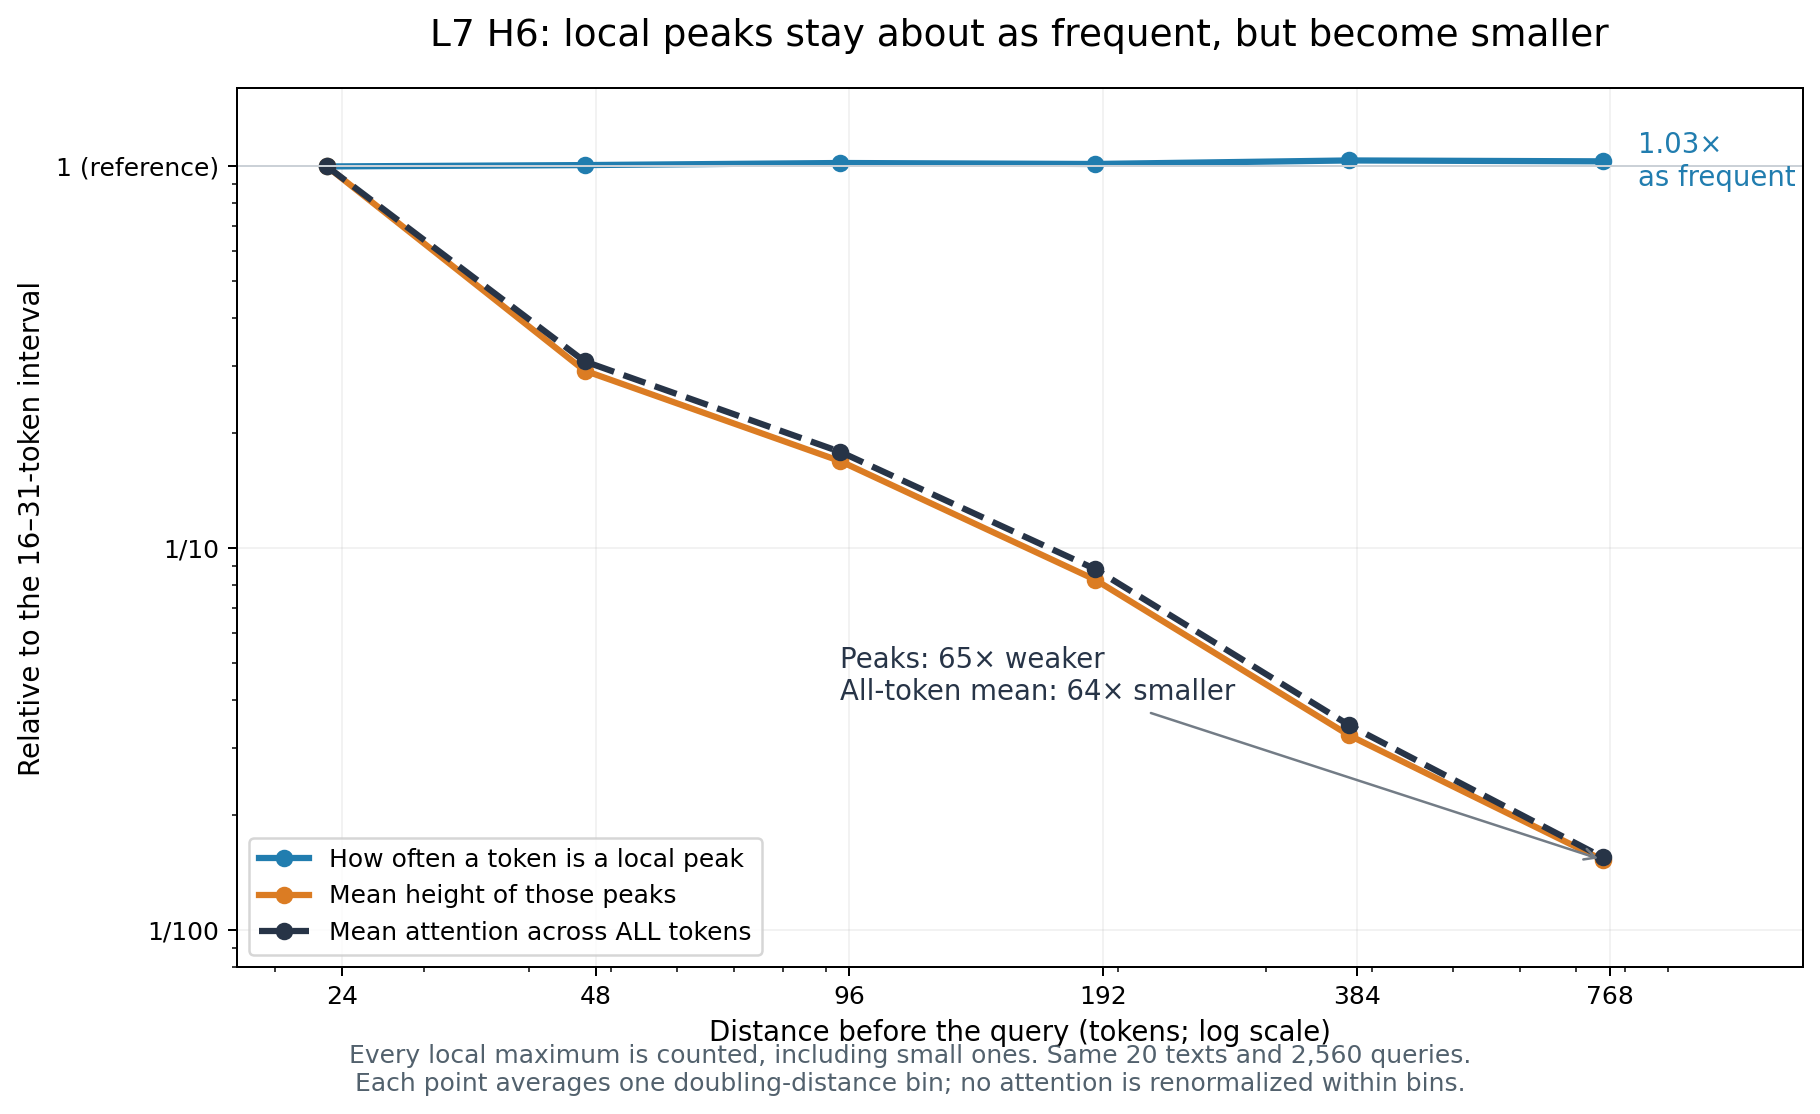 L7 H6: local peaks stay about as frequent, but become smaller
Relative to the 16–31-token interval
1 (reference)
1/10
1/100
1.03×
as frequent
Peaks: 65× weaker
All-token mean: 64× smaller
How often a token is a local peak
Mean height of those peaks
Mean attention across ALL tokens
24 48 96 192 384 768
Distance before the query (tokens; log scale)
Every local maximum is counted, including small ones. Same 20 texts and 2,560 queries.
Each point averages one doubling-distance bin; no attention is renormalized within bins.